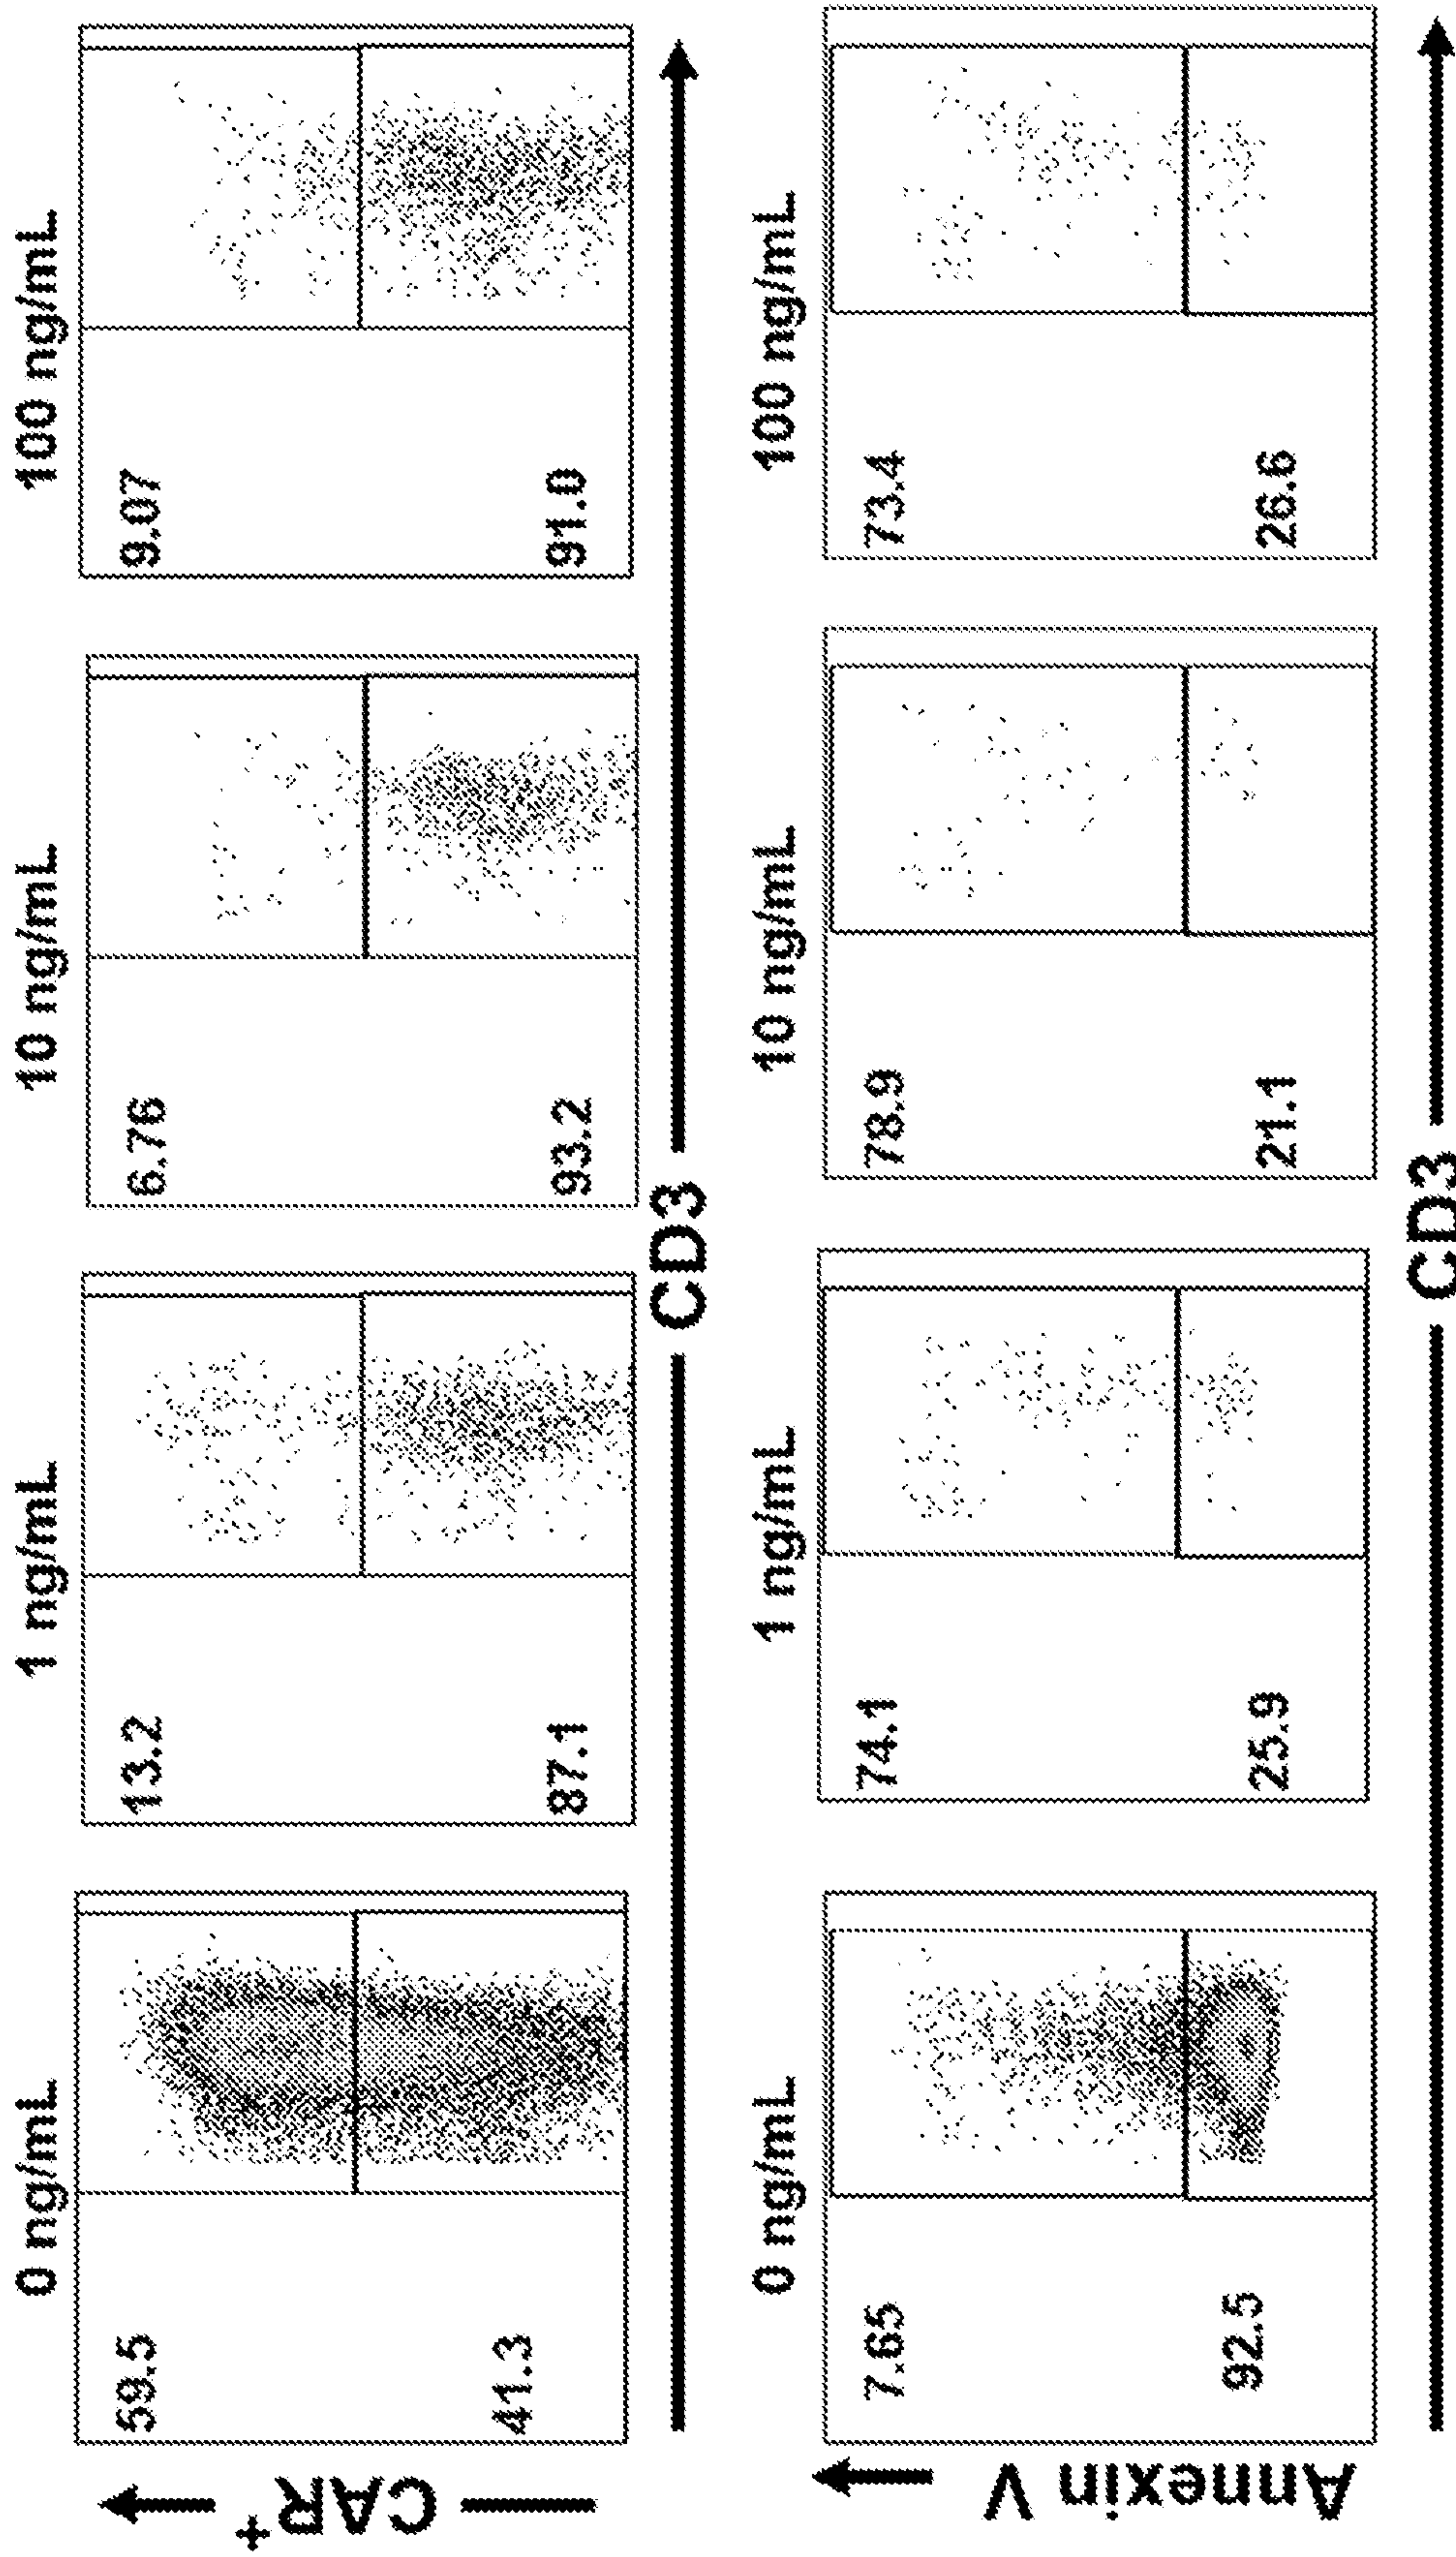 0 ng/mL 1 ng/mL 10 ng/mL 100 ng/mL
59.5 13.2 6.76 9.07
41.3 87.1 93.2 91.0
CAR+
CD3
0 ng/mL 1 ng/mL 10 ng/mL 100 ng/mL
7.65 74.1 78.9 73.4
92.5 25.9 21.1 26.6
Annexin V
CD3